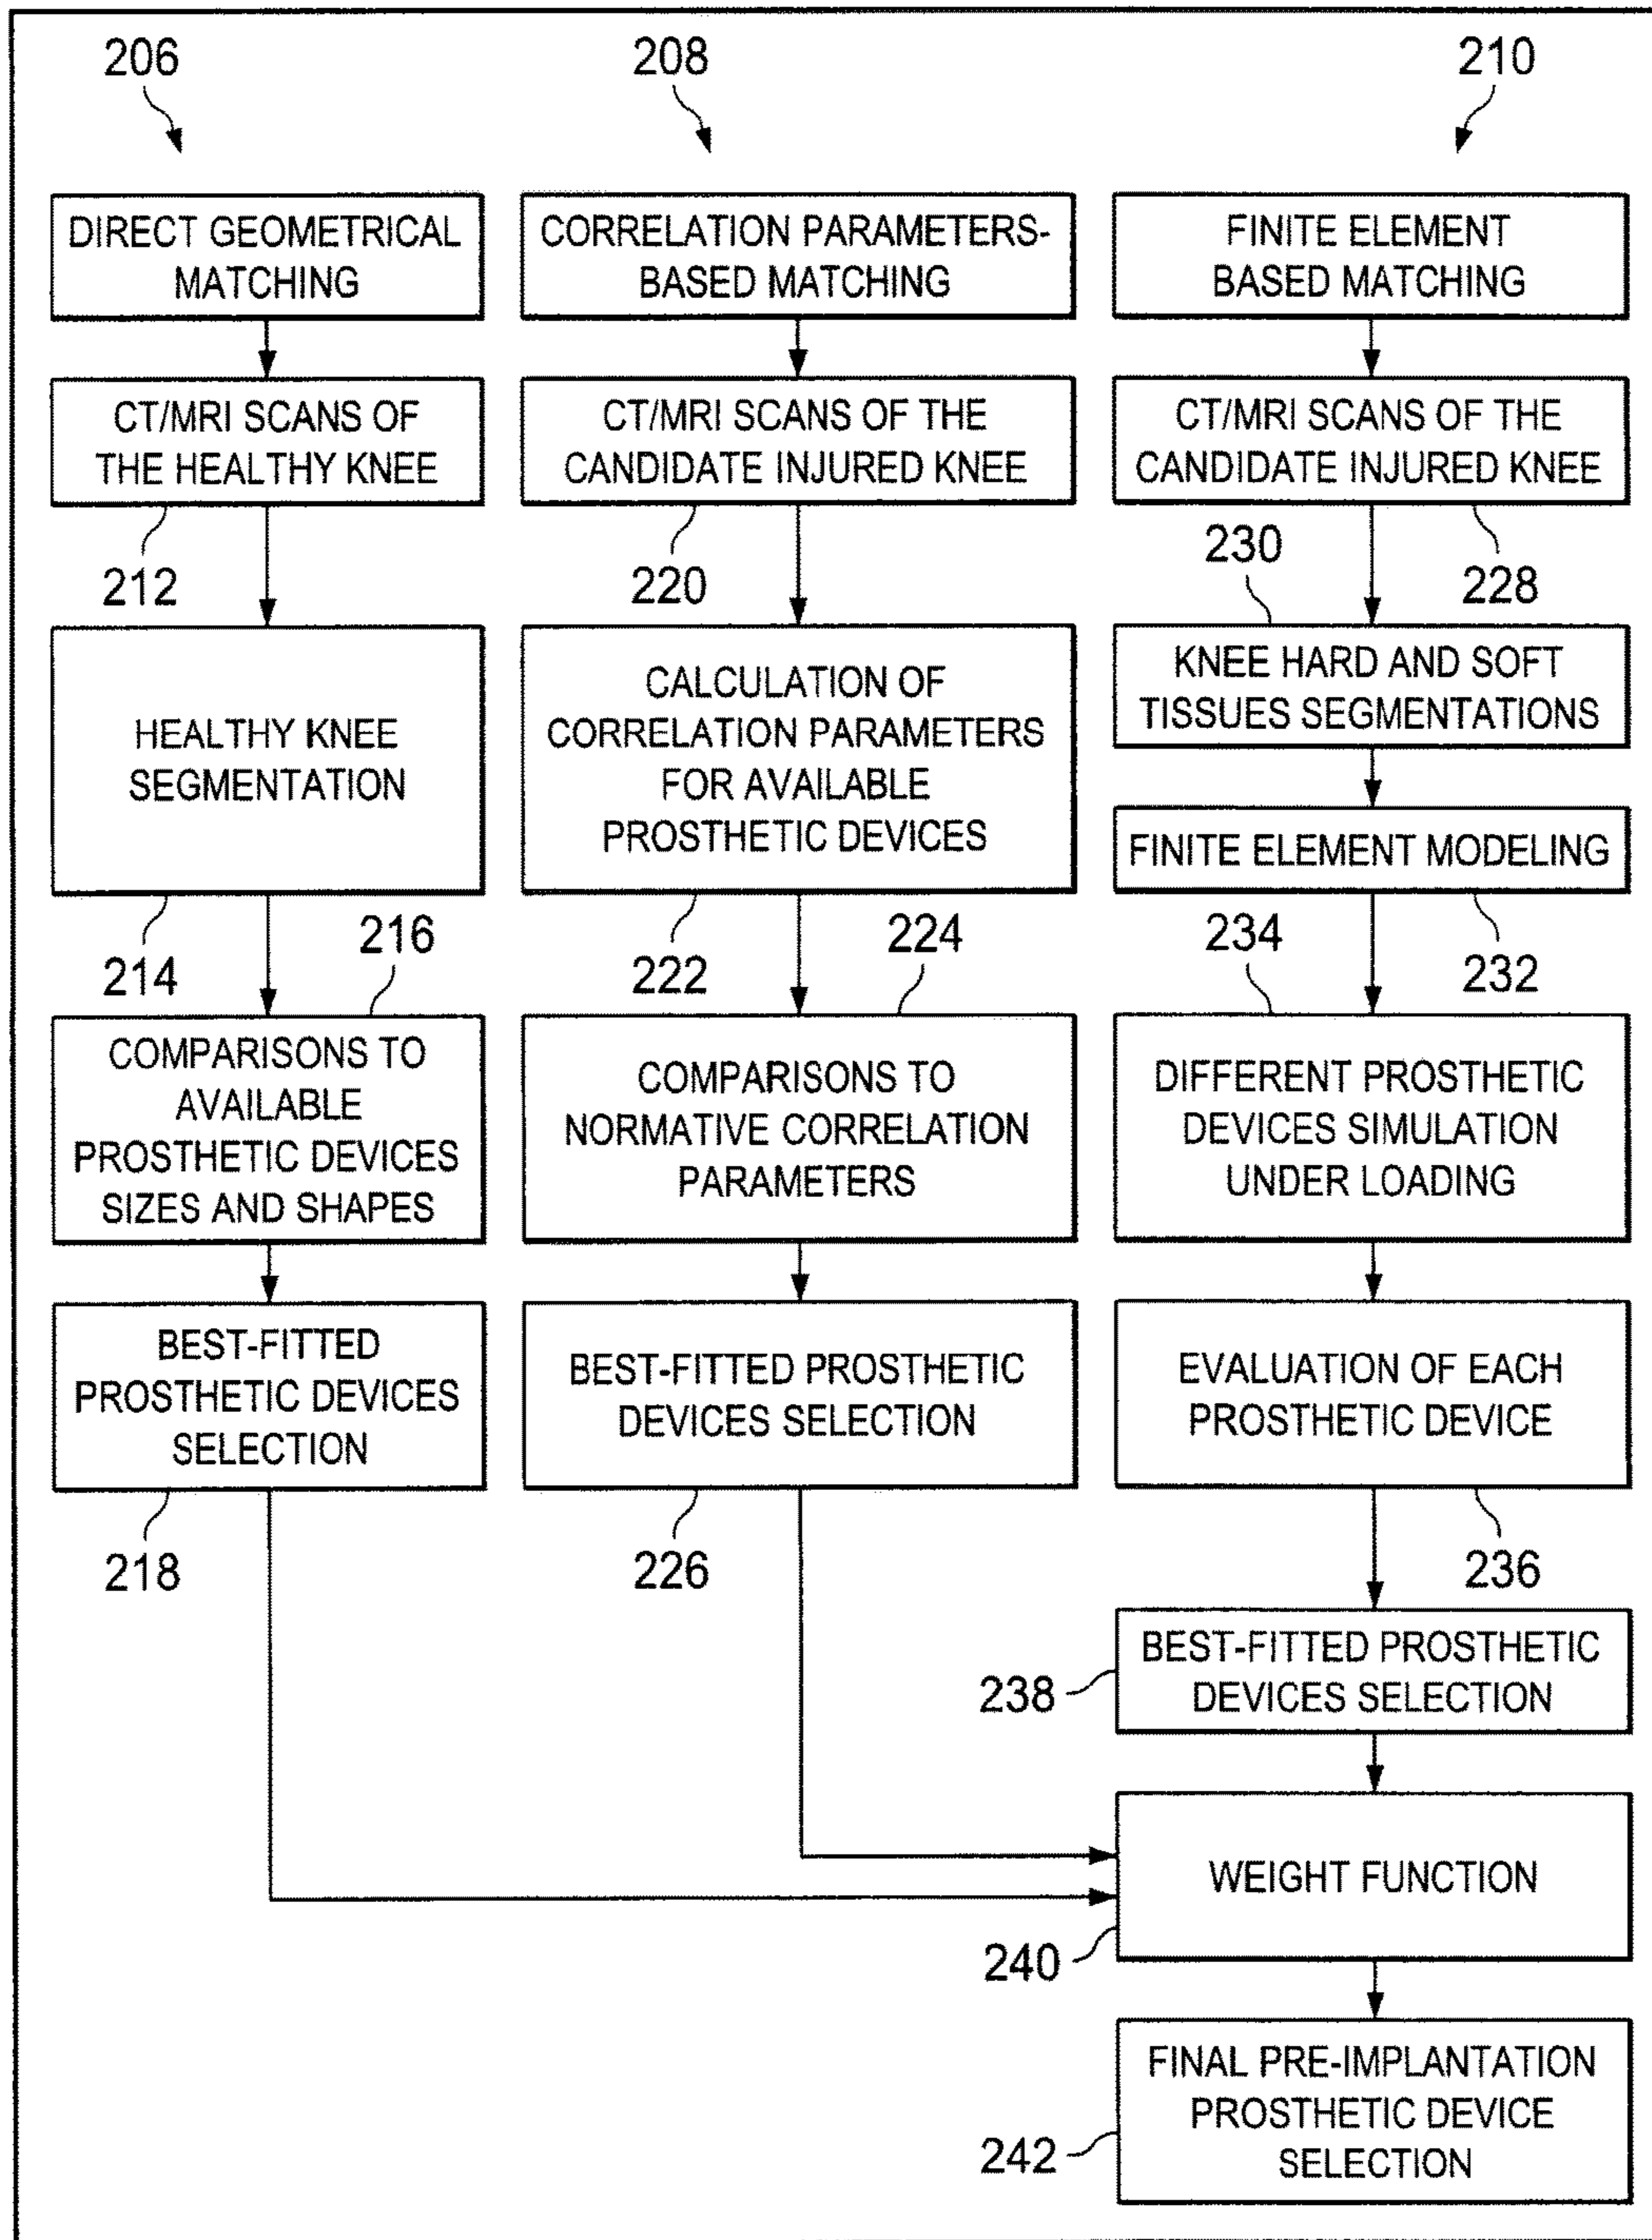 206
208
210
DIRECT GEOMETRICAL
MATCHING
CORRELATION PARAMETERS-
BASED MATCHING
FINITE ELEMENT
BASED MATCHING
CT/MRI SCANS OF
THE HEALTHY KNEE
CT/MRI SCANS OF THE
CANDIDATE INJURED KNEE
CT/MRI SCANS OF THE
CANDIDATE INJURED KNEE
212
220
230
228
HEALTHY KNEE
SEGMENTATION
CALCULATION OF
CORRELATION PARAMETERS
FOR AVAILABLE
PROSTHETIC DEVICES
KNEE HARD AND SOFT
TISSUES SEGMENTATIONS
FINITE ELEMENT MODELING
214
216
222
224
234
232
COMPARISONS TO
AVAILABLE
PROSTHETIC DEVICES
SIZES AND SHAPES
COMPARISONS TO
NORMATIVE CORRELATION
PARAMETERS
DIFFERENT PROSTHETIC
DEVICES SIMULATION
UNDER LOADING
BEST-FITTED
PROSTHETIC DEVICES
SELECTION
BEST-FITTED PROSTHETIC
DEVICES SELECTION
EVALUATION OF EACH
PROSTHETIC DEVICE
218
226
236
238
BEST-FITTED PROSTHETIC
DEVICES SELECTION
WEIGHT FUNCTION
240
FINAL PRE-IMPLANTATION
PROSTHETIC DEVICE
SELECTION
242